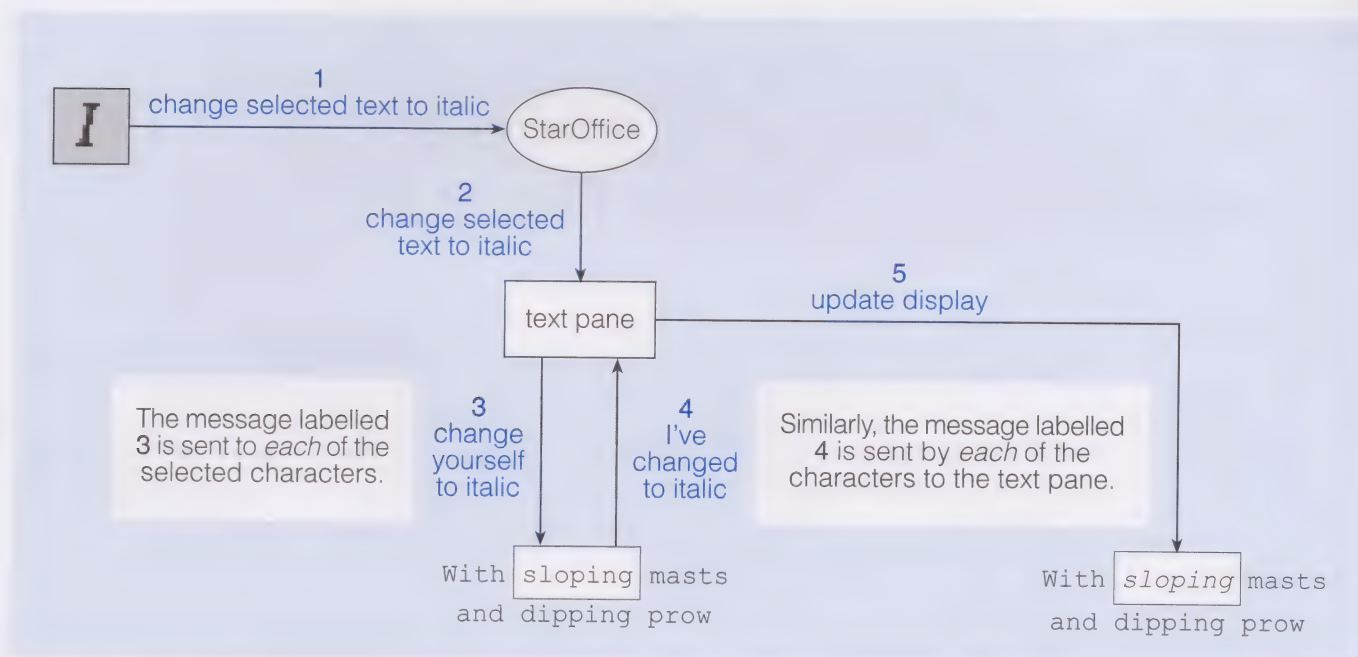 1
change selected text to italic
I
StarOffice
2
change selected
text to italic
5
update display
text pane
The message labelled
3 is sent to each of the
selected characters.
3
change
yourself
to italic
4
I've
changed
to italic
Similarly, the message labelled
4 is sent by each of the
characters to the text pane.
With sloping masts
and dipping prow
With sloping masts
and dipping prow